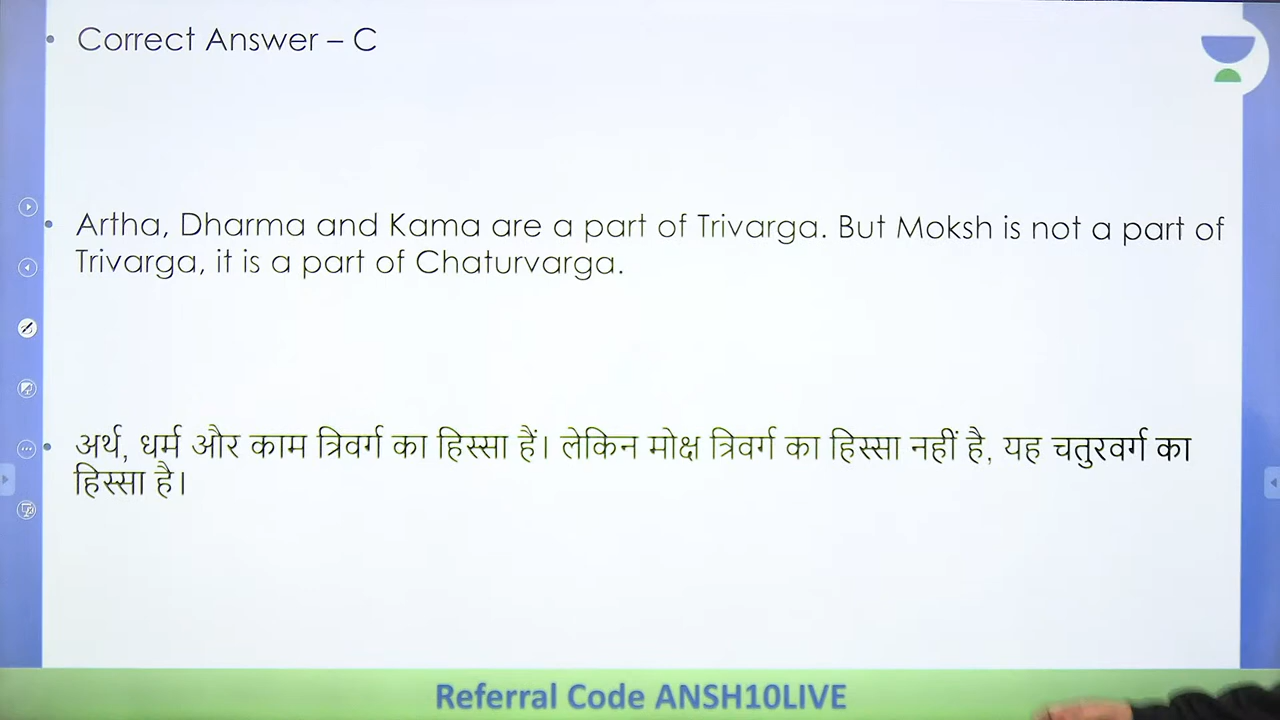 Correct Answer – C
Artha, Dharma and Kama are a part of Trivarga. But Moksh is not a part of
Trivarga, it is a part of Chaturvarga.
अर्थ, धर्म और काम त्रिवर्ग का हिस्सा हैं। लेकिन मोक्ष त्रिवर्ग का हिस्सा नहीं है, यह चतुरवर्ग का
हिस्सा है।
Referral Code ANSH10LIVE